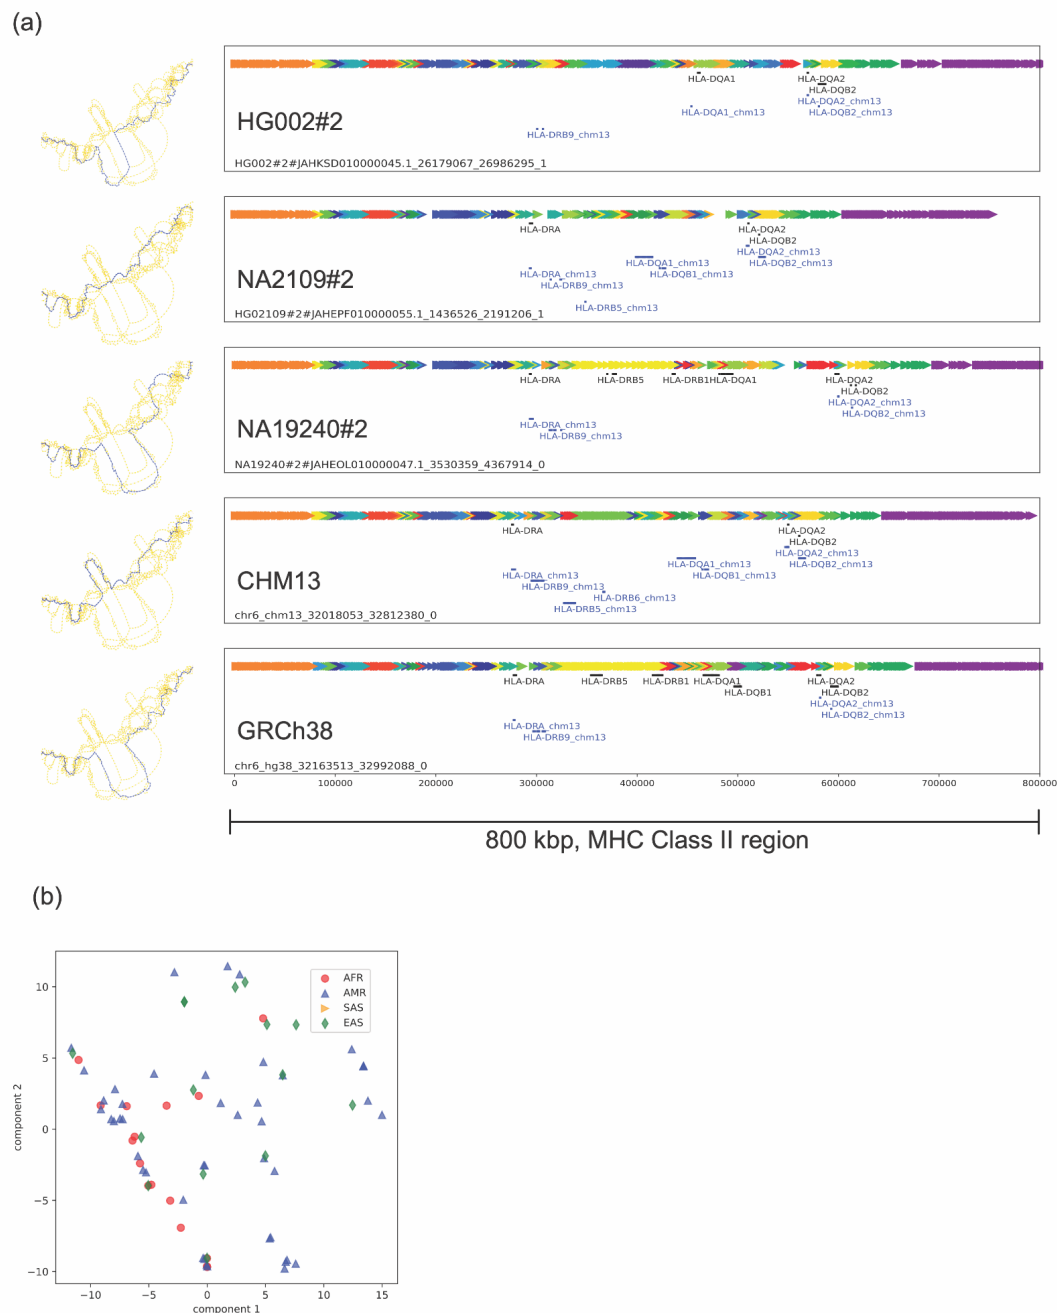 (a)
HLA-DQA1
HLA-DQA2
HLA-DQB2
HLA-DQA2_chm13
HLA-DQA1_chm13
HLA-DQB2_chm13
HG002#2
HLA-DRB9_chm13
HG002#2#JAHKSD010000045.1_26179067_26986295_1
HLA-DRA
HLA-DQA2
HLA-DQB2
HLA-DQA2_chm13
HLA-DQA1_chm13
HLA-DQB2_chm13
NA2109#2
HLA-DRA_chm13
HLA-DQB1_chm13
HLA-DRB9_chm13
HLA-DRB5_chm13
HG02109#2#JAHEPF010000055.1_1436526_2191206_1
HLA-DRA
HLA-DRB5
HLA-DRB1
HLA-DQA1
HLA-DQA2
HLA-DQB2
HLA-DQA2_chm13
HLA-DQB2_chm13
NA19240#2
HLA-DRA_chm13
HLA-DRB9_chm13
NA19240#2#JAHEOL010000047.1_3530359_4367914_0
HLA-DRA
HLA-DQA2
HLA-DQB2
HLA-DQA2_chm13
HLA-DQA1_chm13
HLA-DQB2_chm13
CHM13
HLA-DRA_chm13
HLA-DQB1_chm13
HLA-DRB9_chm13
HLA-DRB6_chm13
HLA-DRB5_chm13
chr6_chm13_32018053_32812380_0
HLA-DRA
HLA-DRB5
HLA-DRB1
HLA-DQA1
HLA-DQA2
HLA-DQB1
HLA-DQB2
HLA-DQA2_chm13
HLA-DQB2_chm13
GRCh38
HLA-DRA_chm13
HLA-DRB9_chm13
chr6_hg38_32163513_32992088_0
0 100000 200000 300000 400000 500000 600000 700000 800000
800 kbp, MHC Class II region
(b)
AFR
AMR
SAS
EAS
10
5
0
−5
−10
component 2
−10 −5 0 5 10 15
component 1